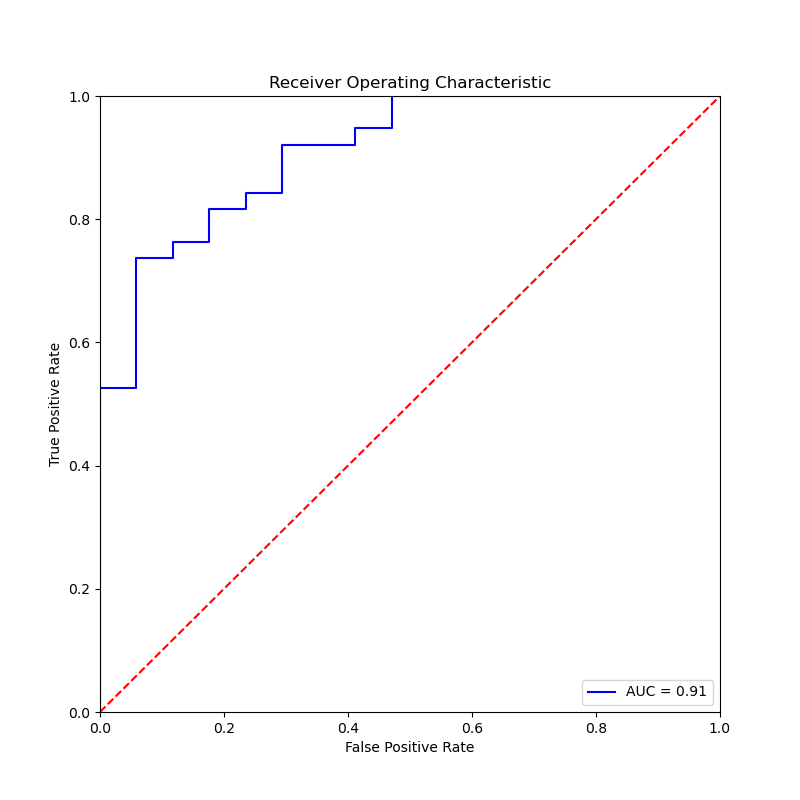 Receiver Operating Characteristic
1.0
0.8
0.6
0.4
0.2
0.0
True Positive Rate
AUC = 0.91
0.0 0.2 0.4 0.6 0.8 1.0
False Positive Rate